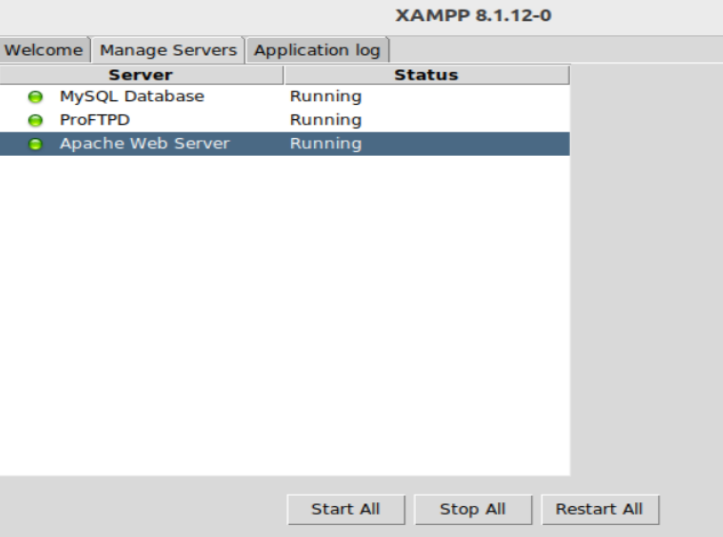 XAMPP 8.1.12-0
Welcome Manage Servers Application log
Server Status
MySQL Database Running
ProFTPD Running
Apache Web Server Running
Start All Stop All Restart All